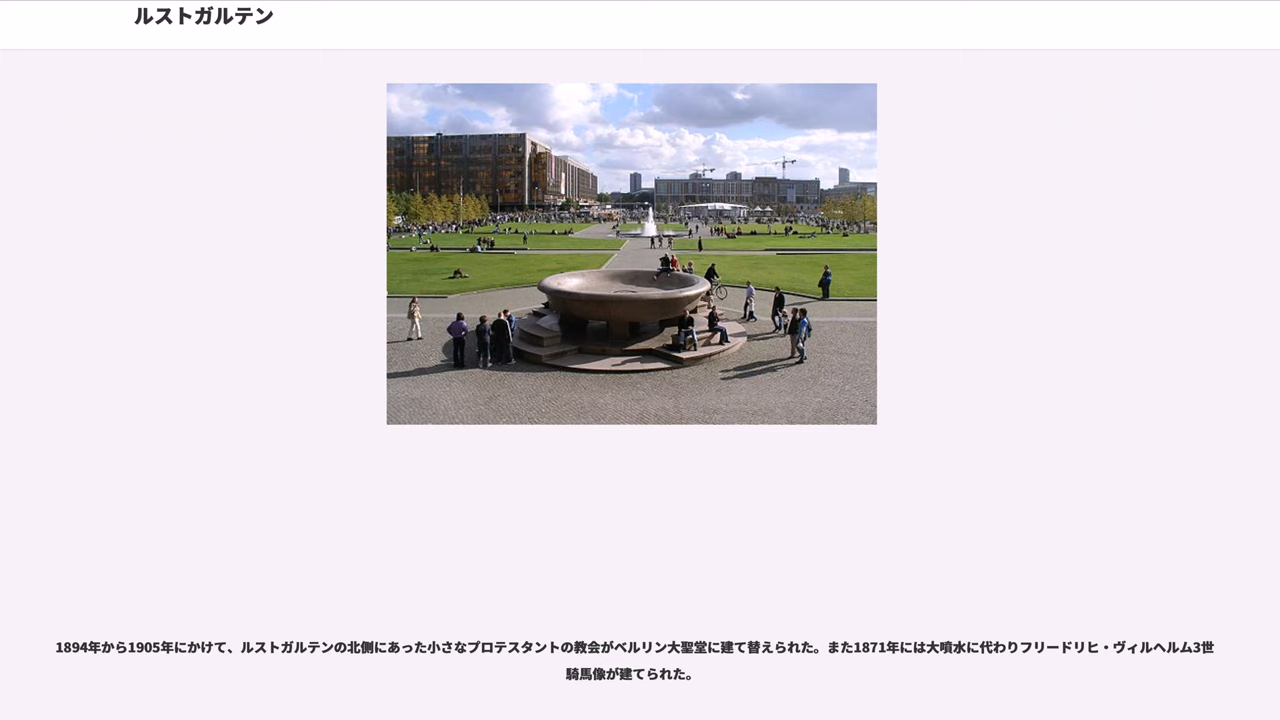 ルストガルテン
1894年から1905年にかけて、ルストガルテンの北側にあった小さなプロテスタントの教会がベルリン大聖堂に建て替えられた。また1871年には大噴水に代わりフリードリヒ・ヴィルヘルム3世
騎馬像が建てられた。